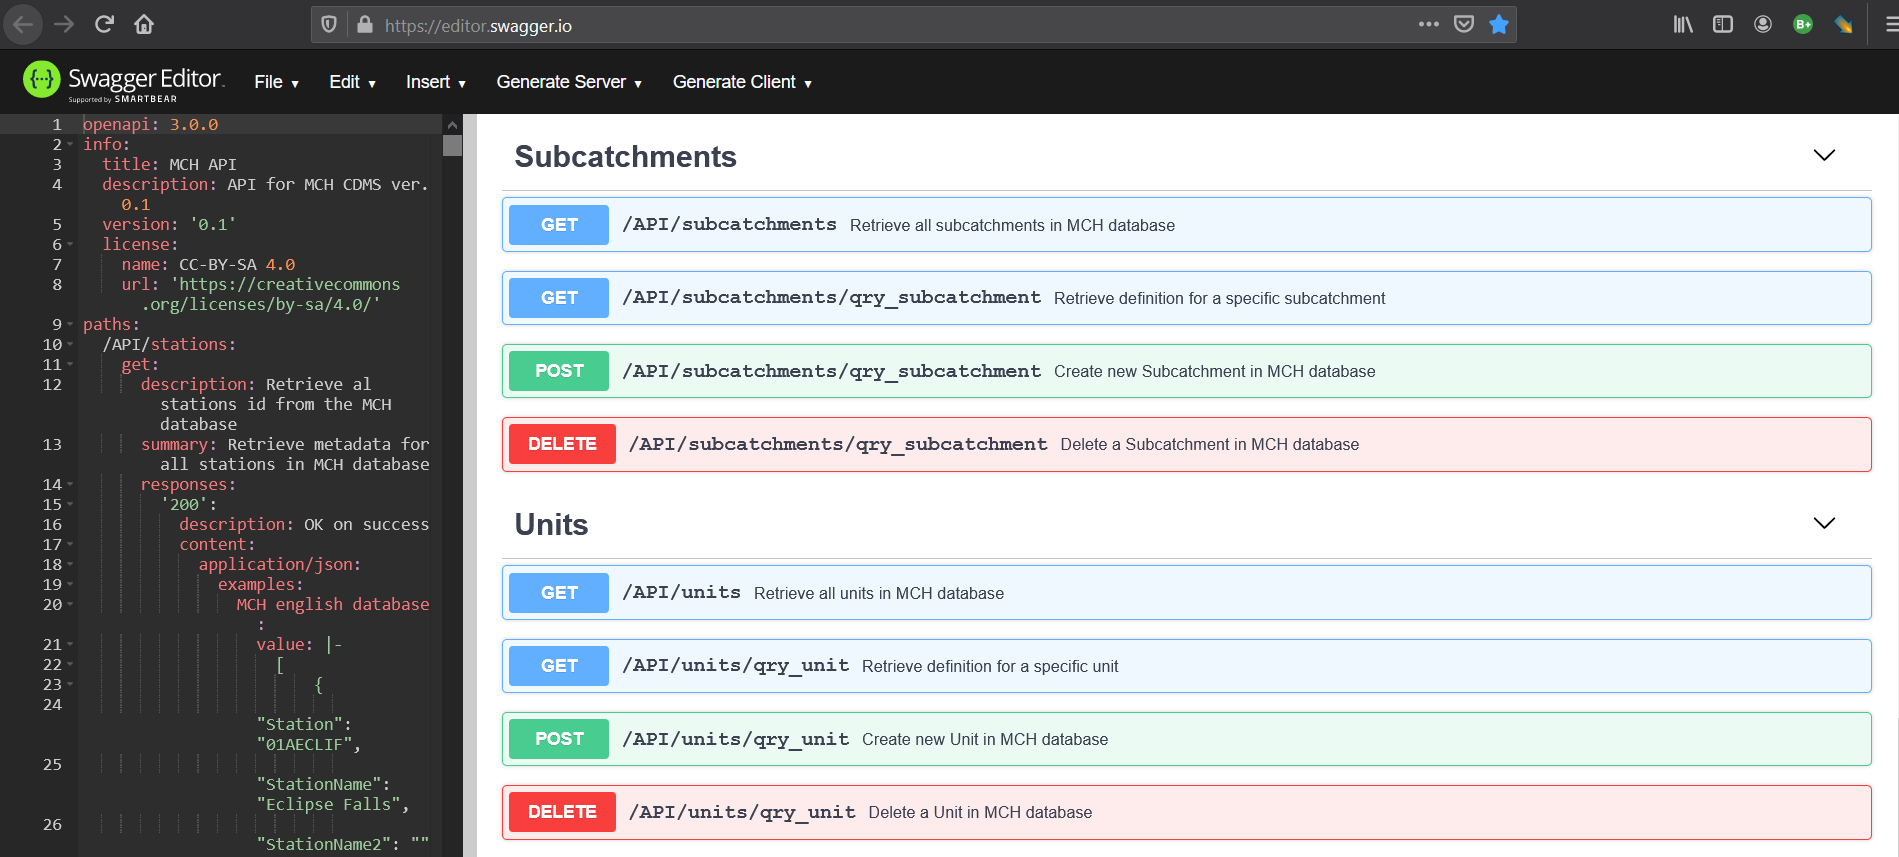 https://editor.swagger.io
B+
Swagger Editor
Supported by SMARTBEAR
File ▾ Edit ▾ Insert ▾ Generate Server ▾ Generate Client ▾
1 openapi: 3.0.0
2 info:
3 title: MCH API
4 description: API for MCH CDMS ver.
0.1
5 version: '0.1'
6 license:
7 name: CC-BY-SA 4.0
8 url: 'https://creativecommons
.org/licenses/by-sa/4.0/'
9 paths:
10 /API/stations:
11 get:
12 description: Retrieve al
stations id from the MCH
database
13 summary: Retrieve metadata for
all stations in MCH database
14 responses:
15 '200':
16 description: OK on success
17 content:
18 application/json:
19 examples:
20 MCH english database
:
21 value: |-
22 [
23 {
24
"Station":
"01AECLIF",
25
"StationName":
"Eclipse Falls",
26
"StationName2": ""
Subcatchments
GET /API/subcatchments Retrieve all subcatchments in MCH database
GET /API/subcatchments/qry_subcatchment Retrieve definition for a specific subcatchment
POST /API/subcatchments/qry_subcatchment Create new Subcatchment in MCH database
DELETE /API/subcatchments/qry_subcatchment Delete a Subcatchment in MCH database
Units
GET /API/units Retrieve all units in MCH database
GET /API/units/qry_unit Retrieve definition for a specific unit
POST /API/units/qry_unit Create new Unit in MCH database
DELETE /API/units/qry_unit Delete a Unit in MCH database